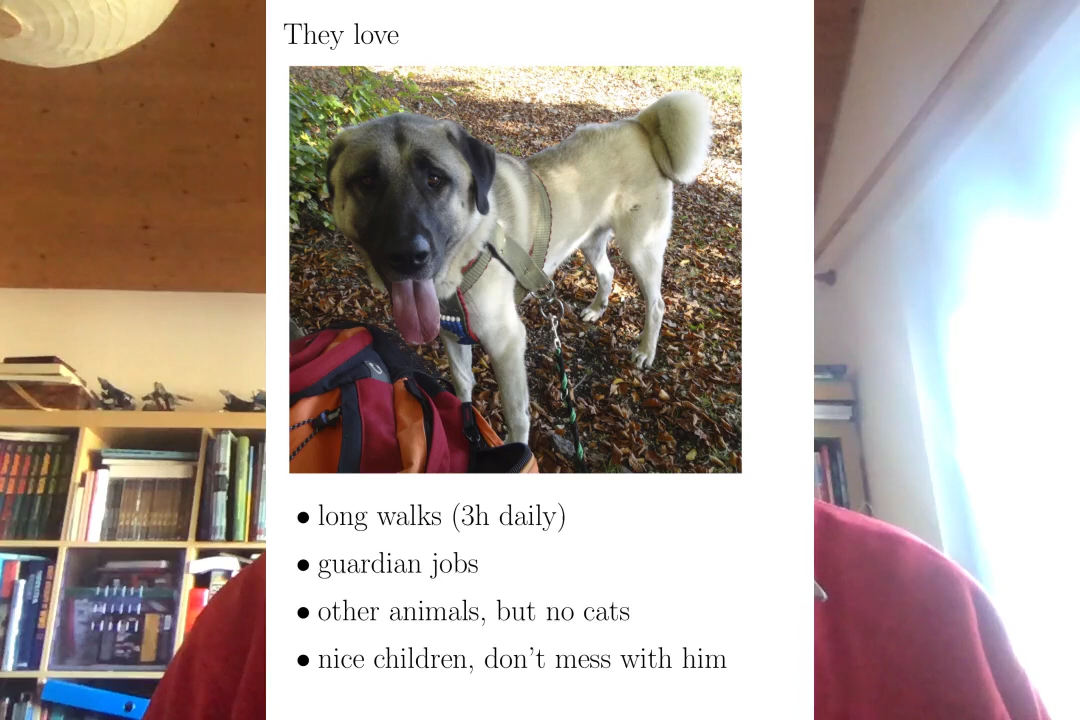 They love
• long walks (3h daily)
• guardian jobs
• other animals, but no cats
• nice children, don't mess with him